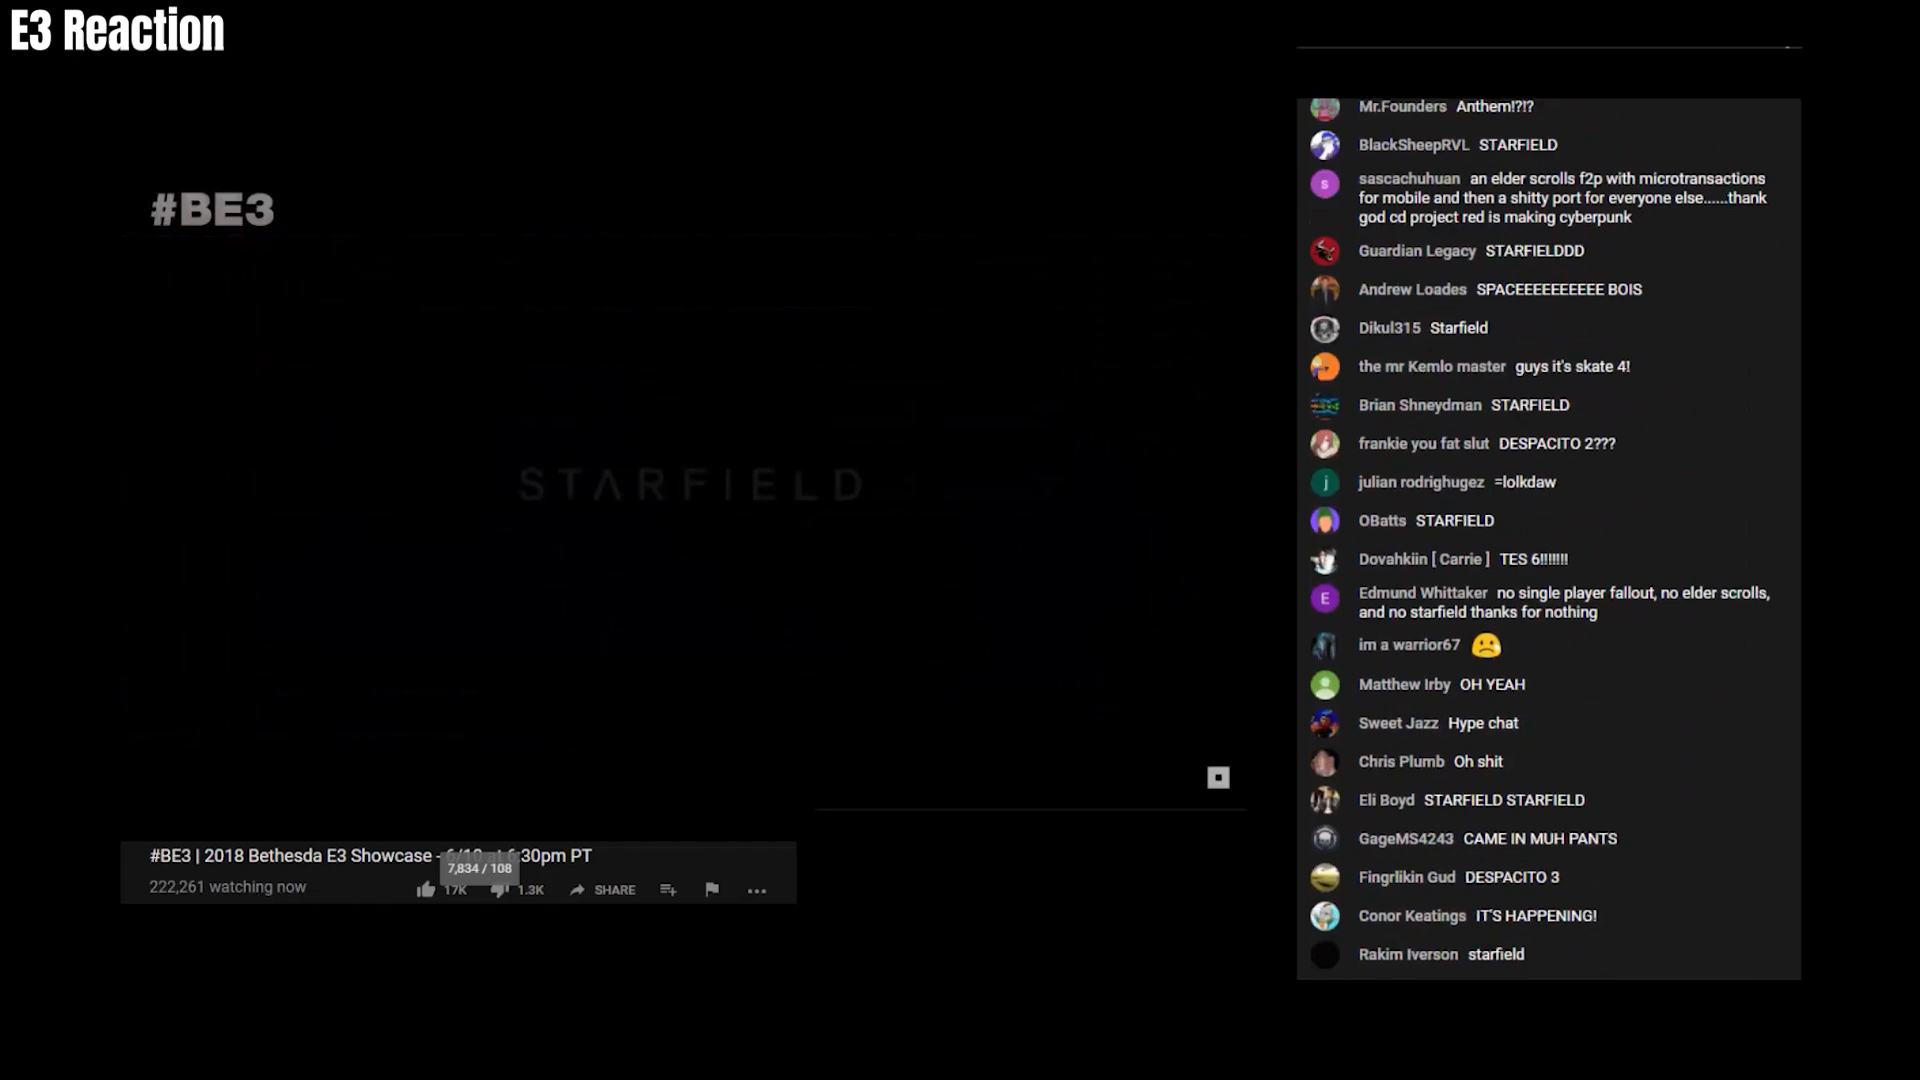 E3 Reaction
#BE3
STARFIELD
#BE3 | 2018 Bethesda E3 Showcase - 6/10 at 6:30pm PT
7,834 / 108
222,261 watching now
17K
1.3K
SHARE
Mr.Founders Anthem!?!?
BlackSheepRVL STARFIELD
S
sascachuhuan an elder scrolls f2p with microtransactions
for mobile and then a shitty port for everyone else......thank
god cd project red is making cyberpunk
Guardian Legacy STARFIELDDD
Andrew Loades SPACEEEEEEEEEE BOIS
Dikul315 Starfield
the mr Kemlo master guys it's skate 4!
Brian Shneydman STARFIELD
frankie you fat slut DESPACITO 2???
j
julian rodrighugez =lolkdaw
OBatts STARFIELD
Dovahkiin [ Carrie ] TES 6!!!!!!!
E
Edmund Whittaker no single player fallout, no elder scrolls,
and no starfield thanks for nothing
im a warrior67
Matthew Irby OH YEAH
Sweet Jazz Hype chat
Chris Plumb Oh shit
Eli Boyd STARFIELD STARFIELD
GageMS4243 CAME IN MUH PANTS
Fingrlikin Gud DESPACITO 3
Conor Keatings IT'S HAPPENING!
Rakim Iverson starfield